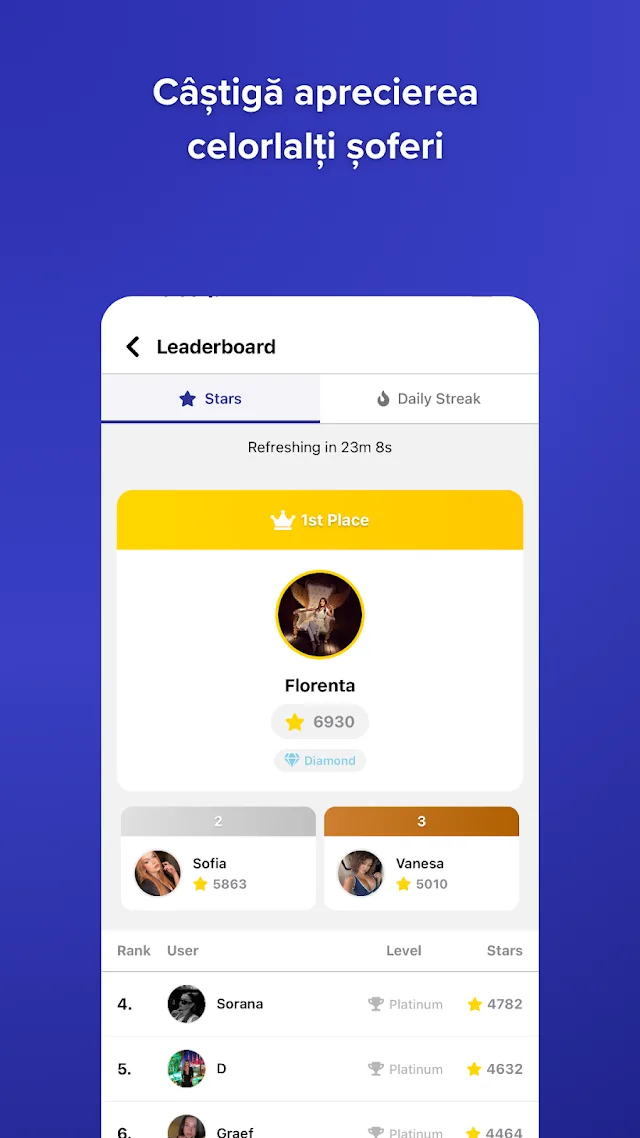 Câștigă aprecierea
celorlalți șoferi
Leaderboard
Stars
Daily Streak
Refreshing in 23m 8s
1st Place
Florenta
6930
Diamond
2
3
Sofia
5863
Vanesa
5010
Rank User Level Stars
4. Sorana Platinum 4782
5. D Platinum 4632
6. Graef Platinum 4464